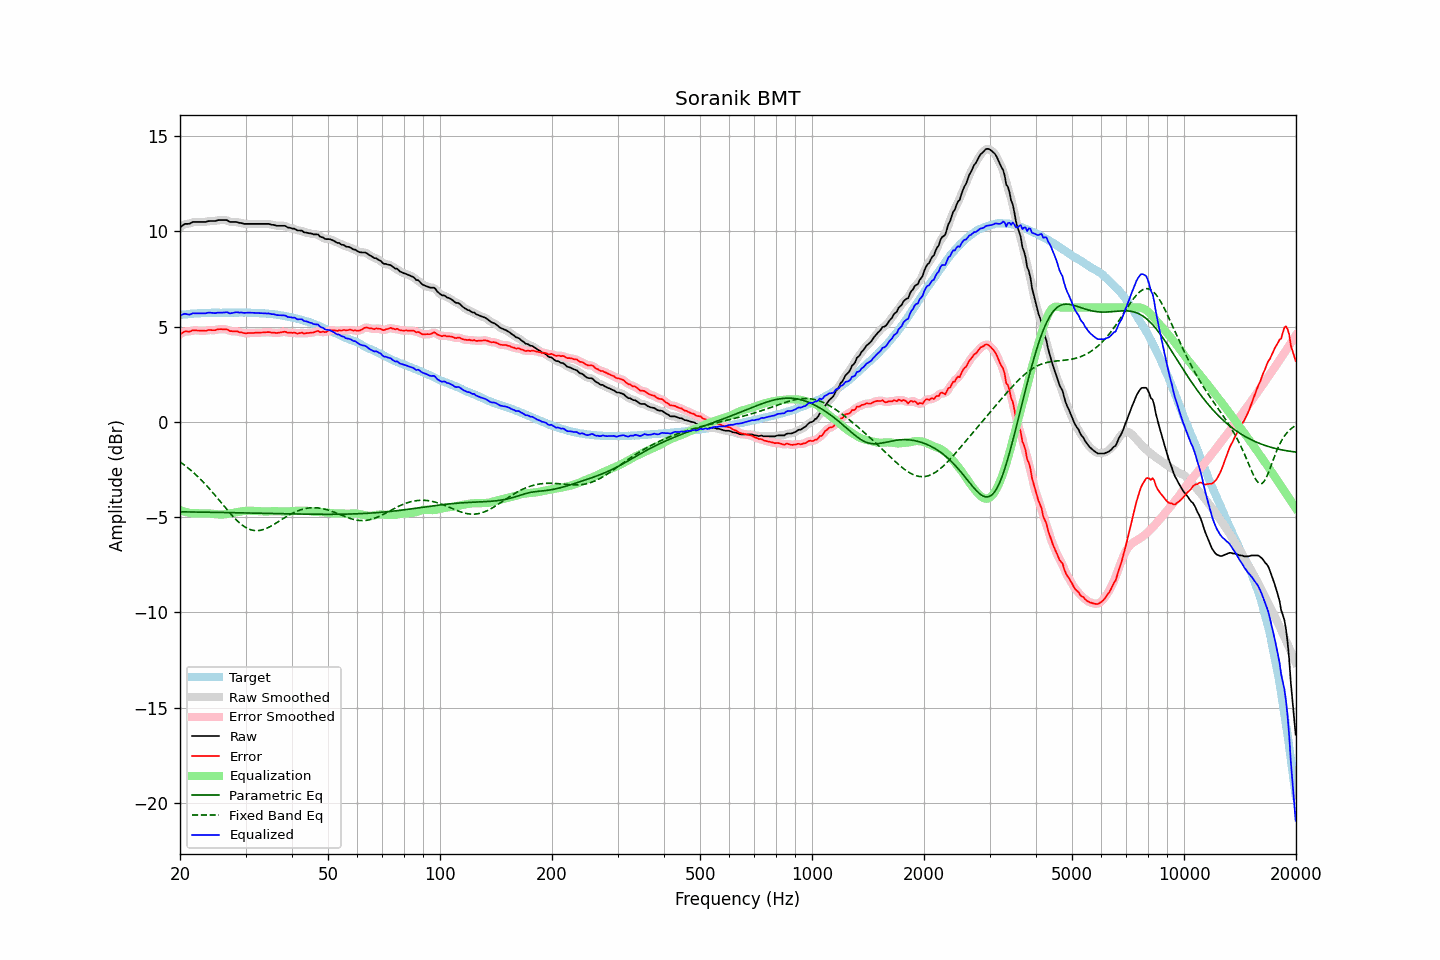 Soranik BMT
Amplitude (dBr)
15
10
5
0
−5
−10
−15
−20
Target
Raw Smoothed
Error Smoothed
Raw
Error
Equalization
Parametric Eq
Fixed Band Eq
Equalized
20 50 100 200 500 1000 2000 5000 10000 20000
Frequency (Hz)